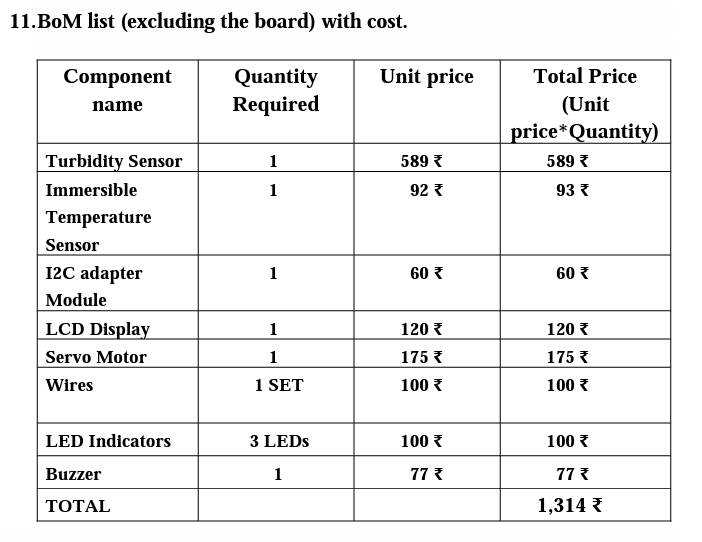 11.BoM list (excluding the board) with cost.
Component name Quantity Required Unit price Total Price (Unit price*Quantity)
Turbidity Sensor 1 589 ₹ 589 ₹
Immersible Temperature Sensor 1 92 ₹ 93 ₹
I2C adapter Module 1 60 ₹ 60 ₹
LCD Display 1 120 ₹ 120 ₹
Servo Motor 1 175 ₹ 175 ₹
Wires 1 SET 100 ₹ 100 ₹
LED Indicators 3 LEDs 100 ₹ 100 ₹
Buzzer 1 77 ₹ 77 ₹
TOTAL 1,314 ₹